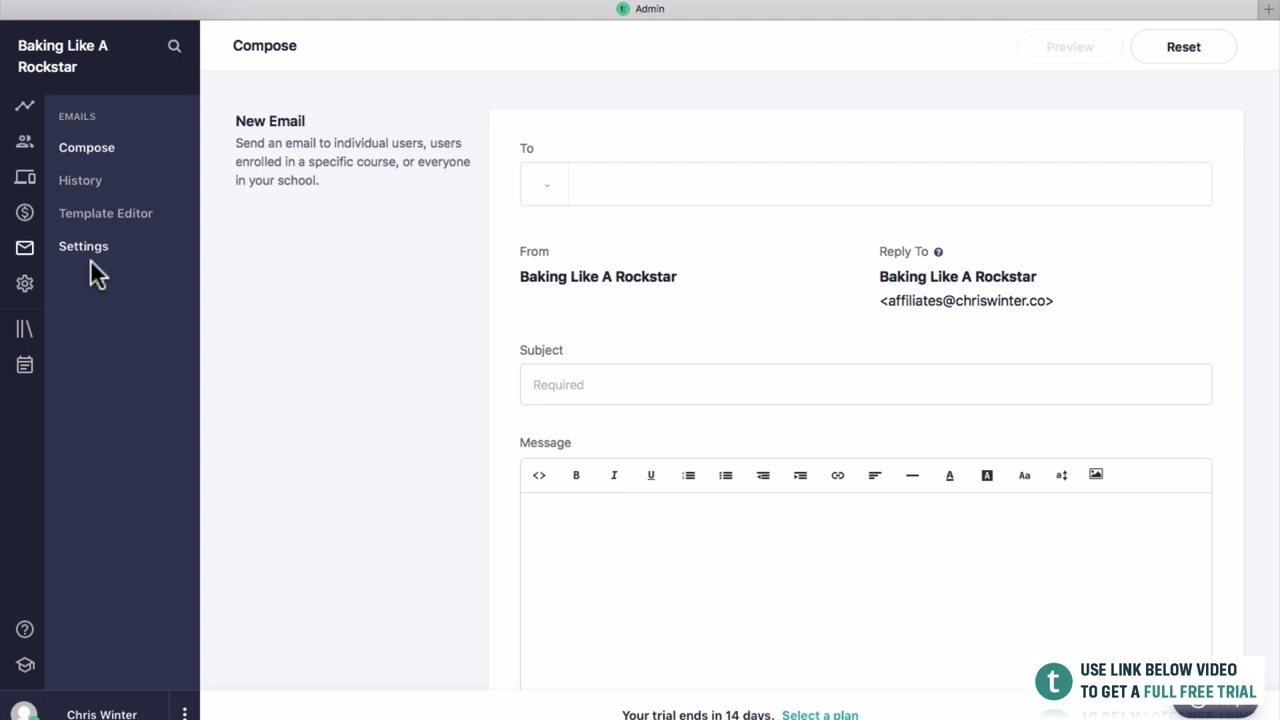 Admin
Baking Like A
Rockstar
Compose
Preview
Reset
EMAILS
Compose
History
Template Editor
Settings
New Email
Send an email to individual users, users
enrolled in a specific course, or everyone
in your school.
To
From
Baking Like A Rockstar
Reply To
Baking Like A Rockstar
<affiliates@chriswinter.co>
Subject
Required
Message
B I U A A Aa a
USE LINK BELOW VIDEO
TO GET A FULL FREE TRIAL
t
Chris Winter
Your trial ends in 14 days. Select a plan